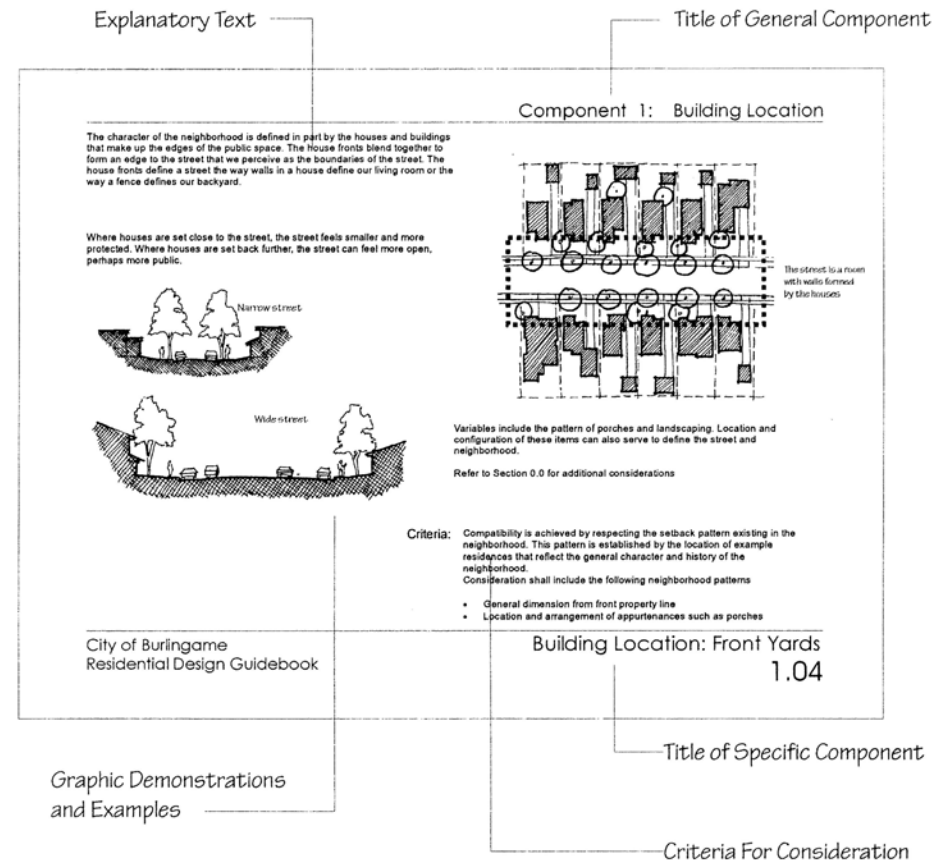 Explanatory Text
Title of General Component
Component 1: Building Location
The character of the neighborhood is defined in part by the houses and buildings
that make up the edges of the public space. The house fronts blend together to
form an edge to the street that we perceive as the boundaries of the street. The
house fronts define a street the way walls in a house define our living room or the
way a fence defines our backyard.
Where houses are set close to the street, the street feels smaller and more
protected. Where houses are set back further, the street can feel more open,
perhaps more public.
Narrow street
Wide street
The street is a room
with walls formed
by the houses
Variables include the pattern of porches and landscaping. Location and
configuration of these items can also serve to define the street and
neighborhood.
Refer to Section 0.0 for additional considerations
Criteria: Compatibility is achieved by respecting the setback pattern existing in the
neighborhood. This pattern is established by the location of example
residences that reflect the general character and history of the
neighborhood.
Consideration shall include the following neighborhood patterns
• General dimension from front property line
• Location and arrangement of appurtenances such as porches
City of Burlingame
Residential Design Guidebook
Building Location: Front Yards
1.04
Title of Specific Component
Graphic Demonstrations
and Examples
Criteria For Consideration